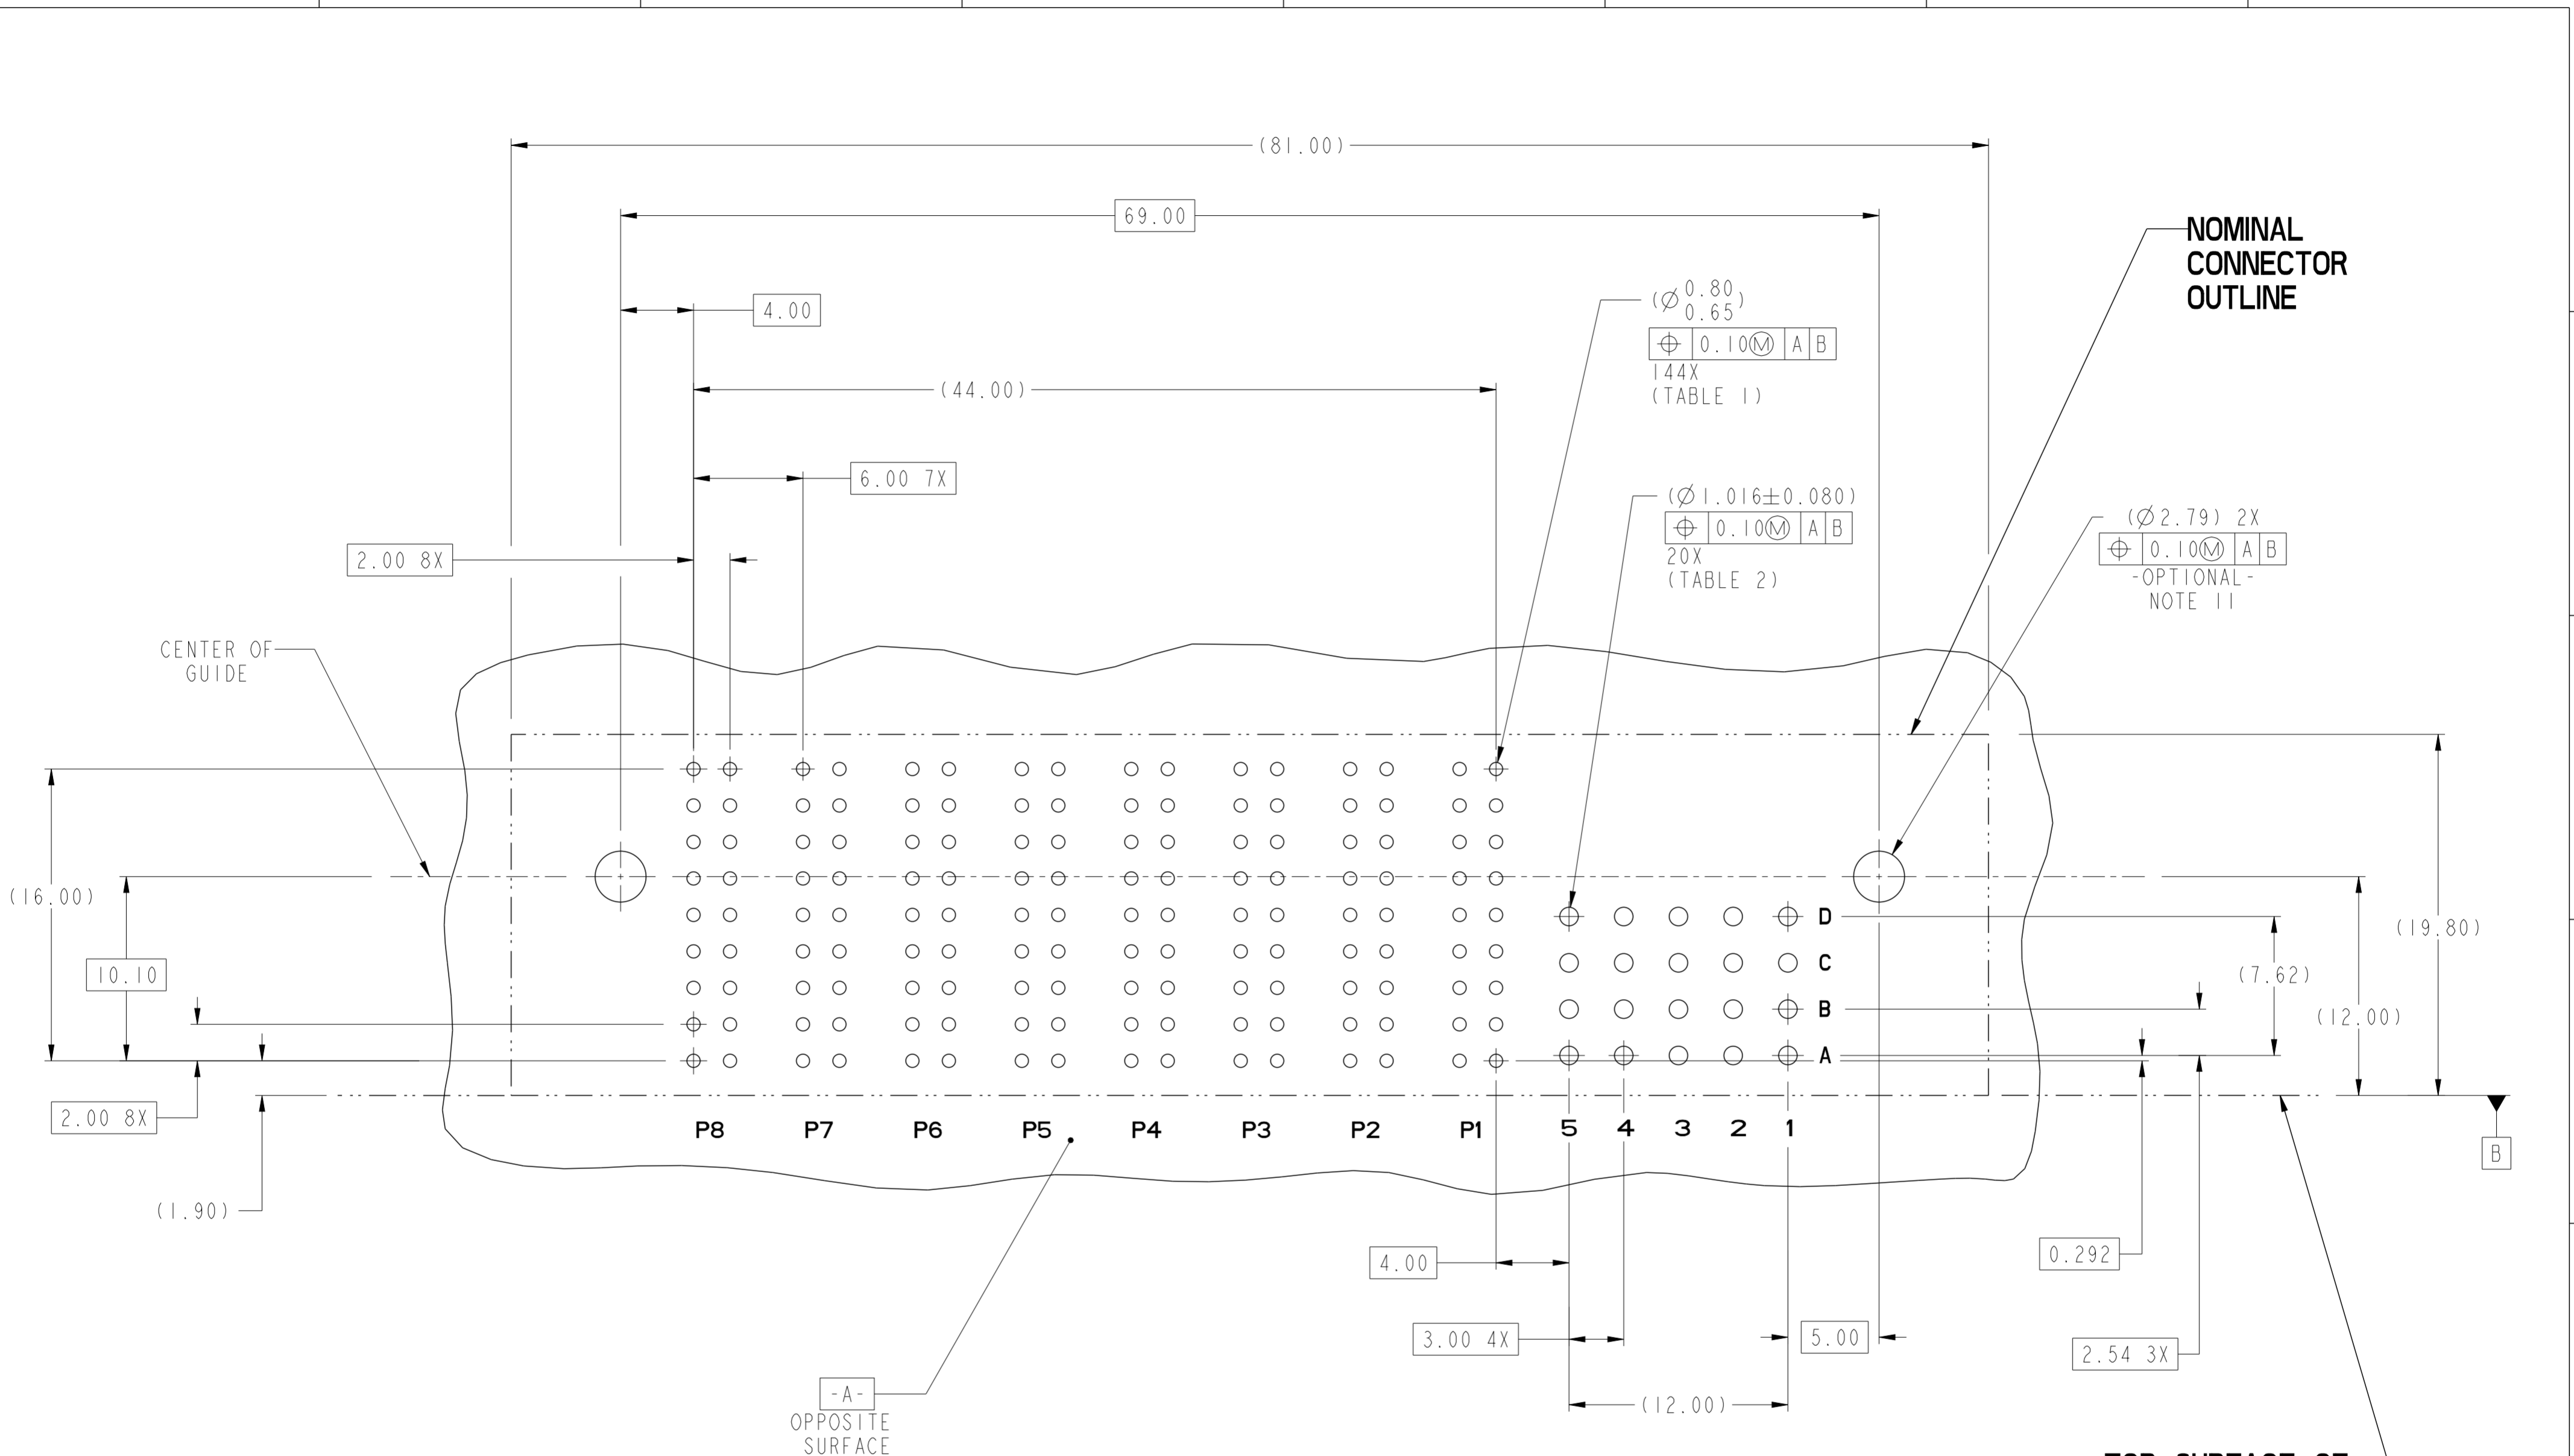 (81.00)
69.00
NOMINAL
CONNECTOR
OUTLINE
4.00
(Ø 0.80
0.65)
⌖ 0.10Ⓜ A B
144X
(TABLE 1)
(44.00)
6.00 7X
(Ø1.016±0.080)
⌖ 0.10Ⓜ A B
20X
(TABLE 2)
(Ø2.79) 2X
⌖ 0.10Ⓜ A B
-OPTIONAL-
NOTE 11
2.00 8X
CENTER OF
GUIDE
(16.00)
10.10
D
C
B
A
(19.80)
(7.62)
(12.00)
2.00 8X
P8 P7 P6 P5 P4 P3 P2 P1 5 4 3 2 1
B
(1.90)
4.00
0.292
3.00 4X
5.00
2.54 3X
-A-
OPPOSITE
SURFACE
(12.00)
TOP SURFACE OF